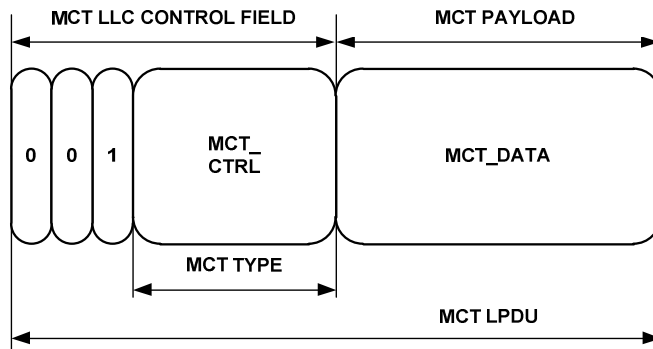 MCT LLC CONTROL FIELD MCT PAYLOAD
0 0 1 MCT_
CTRL MCT_DATA
MCT TYPE
MCT LPDU